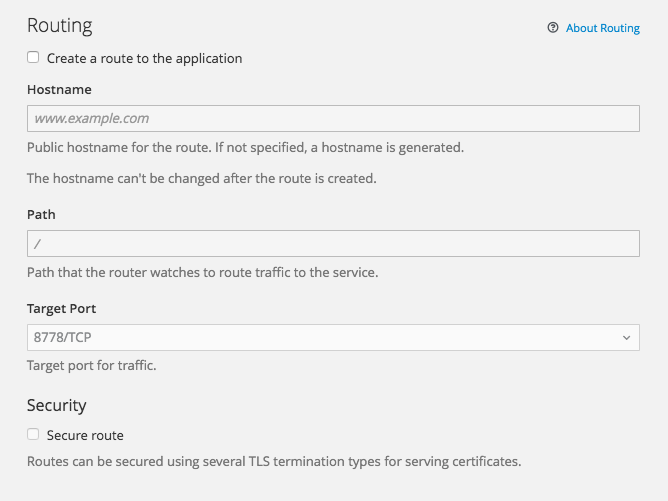 Routing
About Routing
Create a route to the application
Hostname
www.example.com
Public hostname for the route. If not specified, a hostname is generated.
The hostname can't be changed after the route is created.
Path
/
Path that the router watches to route traffic to the service.
Target Port
8778/TCP
Target port for traffic.
Security
Secure route
Routes can be secured using several TLS termination types for serving certificates.